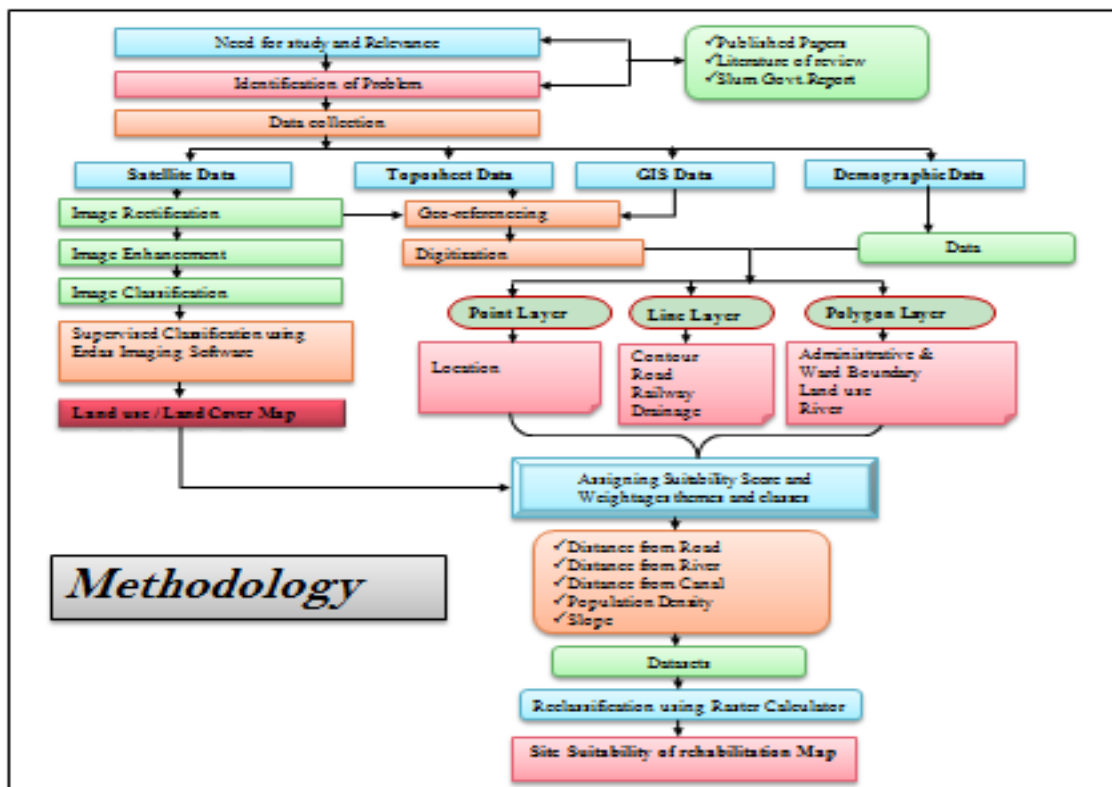 Need for study and Relevance
✓Published Papers
✓Literature of review
✓Slum Govt.Report
Identification of Problem
Data collection
Satellite Data
Toposheet Data
GIS Data
Demographic Data
Image Rectification
Geo-referenceing
Image Enhancement
Digitization
Data
Image Classification
Point Layer
Line Layer
Polygon Layer
Supervised Classification using
Erdas Imaging Software
Location
Contour
Road
Railway
Drainage
Administrative &
Ward Boundary
Land use
River
Land use / Land Cover Map
Assigning Suitability Score and
Weightages themes and classes
Methodology
✓Distance from Road
✓Distance from River
✓Distance from Canal
✓Population Density
✓Slope
Datasets
Reclassification using Raster Calculator
Site Suitability of rehabilitation Map